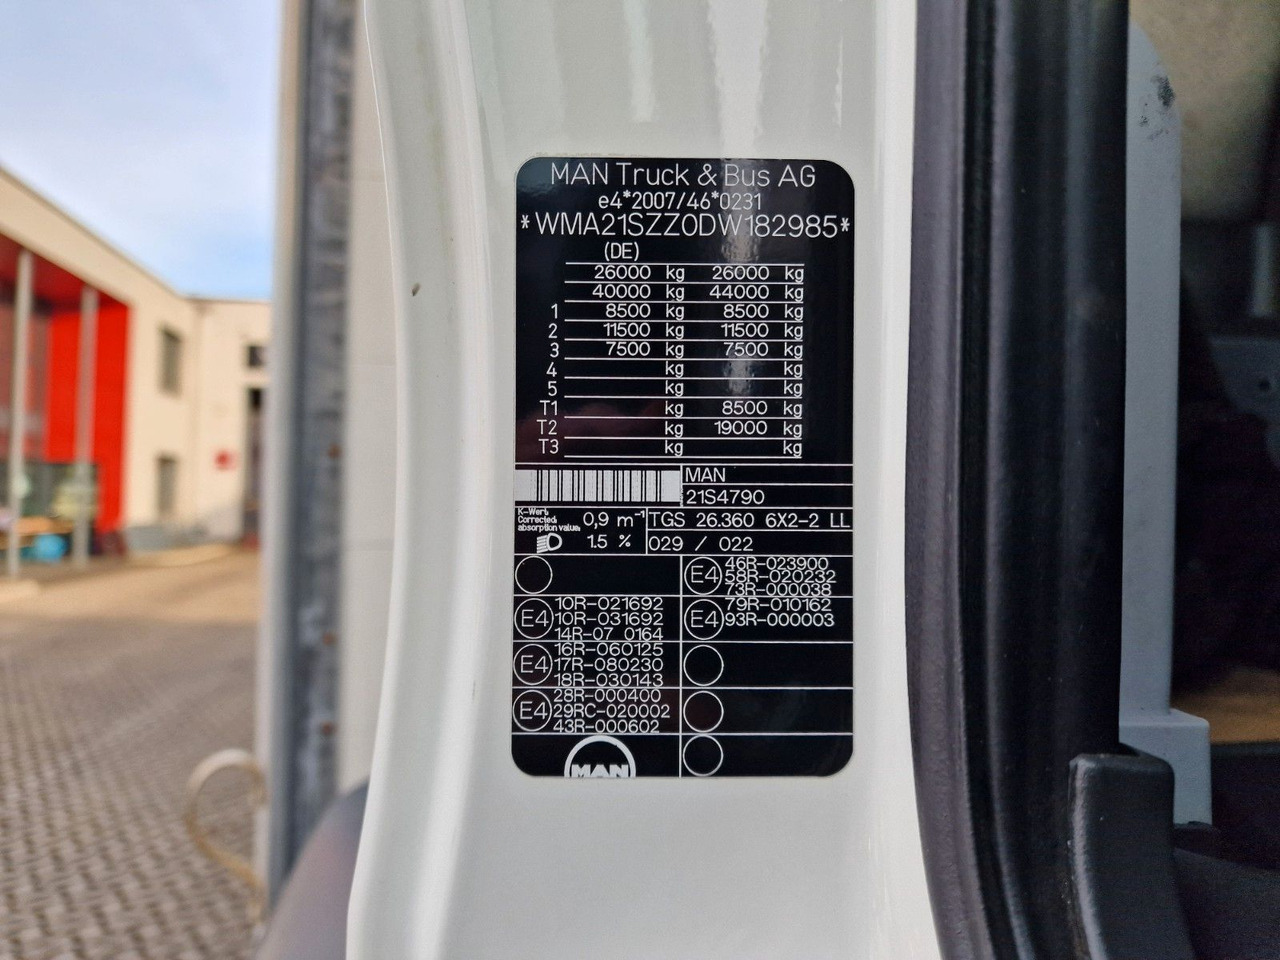 MAN Truck & Bus AG
e4*2007/46*0231
*WMA21SZZ0DW182985*
(DE)
26000 kg 26000 kg
40000 kg 44000 kg
1 8500 kg 8500 kg
2 11500 kg 11500 kg
3 7500 kg 7500 kg
4 kg kg
5 kg kg
T1 kg 8500 kg
T2 kg 19000 kg
T3 kg kg
MAN
21S4790
K-Wert:
Corrected
absorption value:
0,9 m⁻¹
TGS 26.360 6X2-2 LL
1.5 %
029 / 022
E4
46R-023900
58R-020232
73R-000038
E4
10R-021692
10R-031692
14R-07 0164
E4
79R-010162
93R-000003
E4
16R-060125
17R-080230
18R-030143
E4
28R-000400
29RC-020002
43R-000602
MAN